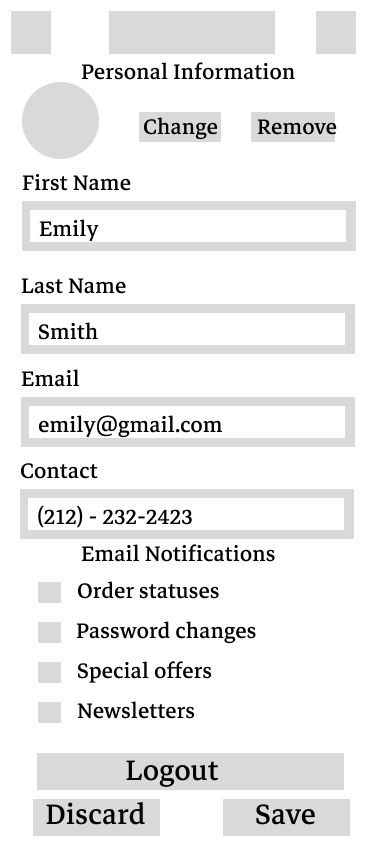 Personal Information
Change Remove
First Name
Emily
Last Name
Smith
Email
emily@gmail.com
Contact
(212) - 232-2423
Email Notifications
Order statuses
Password changes
Special offers
Newsletters
Logout
Discard Save